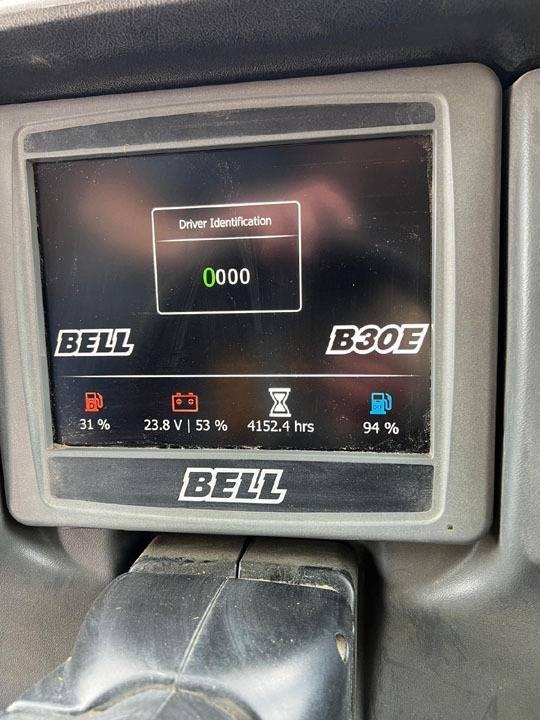 Driver Identification
0000
BELL
B30E
31 %
23.8 V | 53 %
4152.4 hrs
94 %
BELL